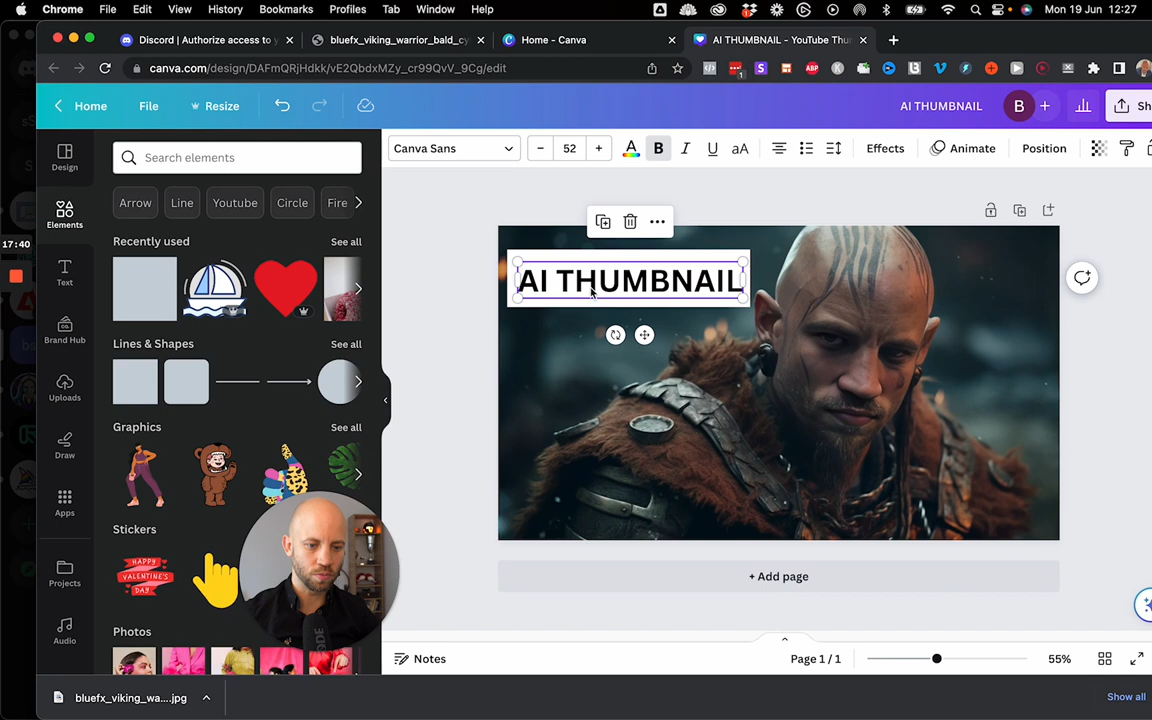 Chrome File Edit View History Bookmarks Profiles Tab Window Help Mon 19 Jun 12:27
Discord | Authorize access to y bluefx_viking_warrior_bald_cy Home - Canva AI THUMBNAIL - YouTube Thum
canva.com/design/DAFmQRjHdkk/vE2QbdxMZy_cr99QvV_9Cg/edit
Home File Resize AI THUMBNAIL B Sh
Design
Search elements
Canva Sans 52 B I U aA Effects Animate Position
Elements
Arrow Line Youtube Circle Fire
17:40
Recently used See all
Text
AI THUMBNAIL
Brand Hub
Lines & Shapes See all
Uploads
Graphics See all
Draw
Apps
Stickers
HAPPY VALENTINE'S DAY
Projects
+ Add page
Audio
Photos
Notes Page 1 / 1 55%
bluefx_viking_wa....jpg Show all